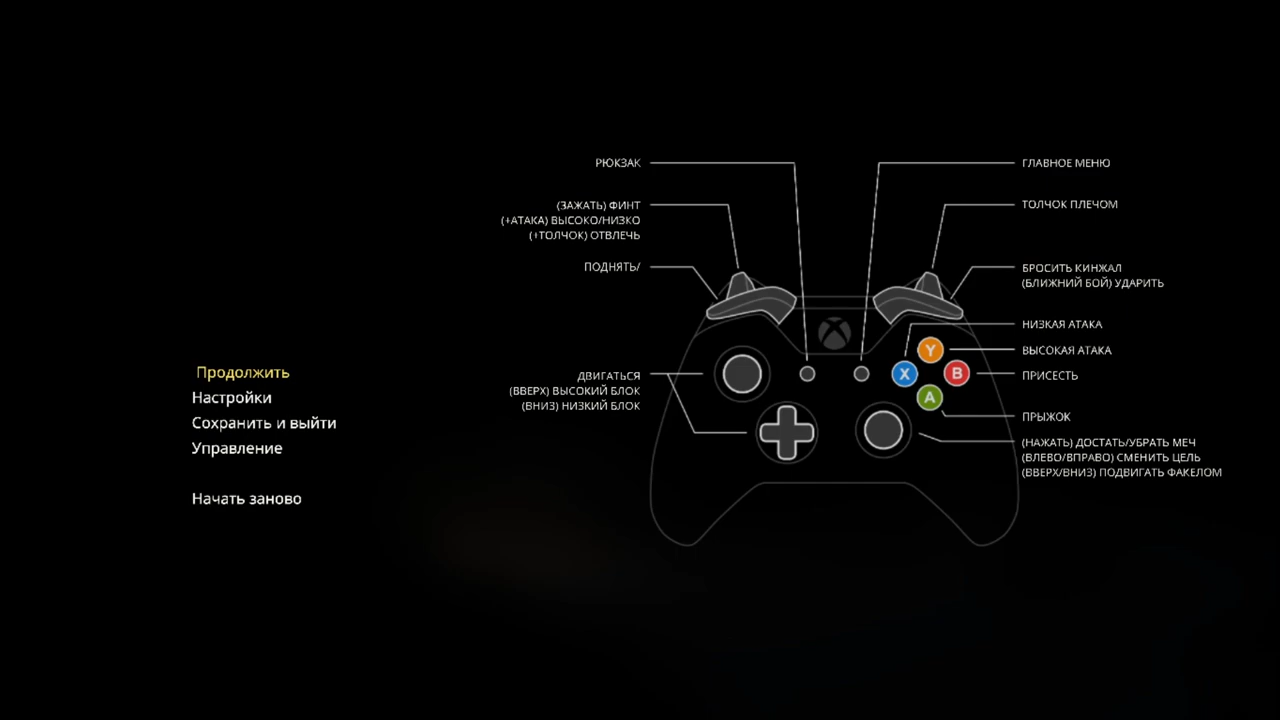 Продолжить
Настройки
Сохранить и выйти
Управление
Начать заново
РЮКЗАК
(ЗАЖАТЬ) ФИНТ
(+АТАКА) ВЫСОКО/НИЗКО
(+ТОЛЧОК) ОТВЛЕЧЬ
ПОДНЯТЬ/
ДВИГАТЬСЯ
(ВВЕРХ) ВЫСОКИЙ БЛОК
(ВНИЗ) НИЗКИЙ БЛОК
ГЛАВНОЕ МЕНЮ
ТОЛЧОК ПЛЕЧОМ
БРОСИТЬ КИНЖАЛ
(БЛИЖНИЙ БОЙ) УДАРИТЬ
НИЗКАЯ АТАКА
ВЫСОКАЯ АТАКА
ПРИСЕСТЬ
ПРЫЖОК
(НАЖАТЬ) ДОСТАТЬ/УБРАТЬ МЕЧ
(ВЛЕВО/ВПРАВО) СМЕНИТЬ ЦЕЛЬ
(ВВЕРХ/ВНИЗ) ПОДВИГАТЬ ФАКЕЛОМ
Y
X
B
A